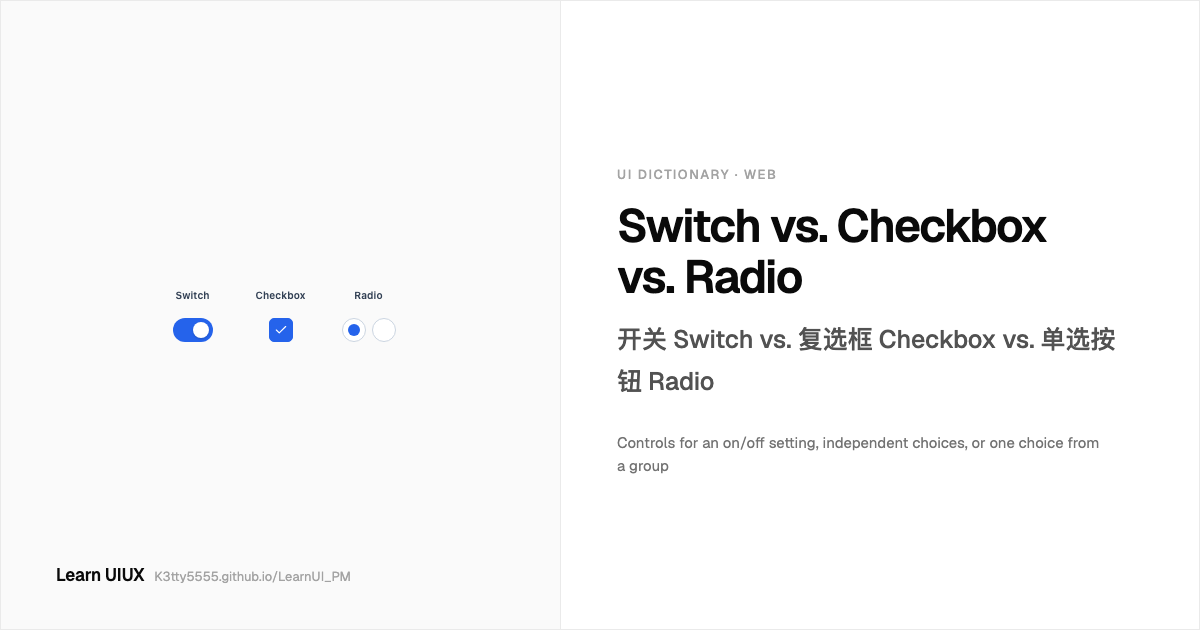 Switch
Checkbox
Radio
Learn UIUX
K3tty5555.github.io/LearnUI_PM
UI DICTIONARY · WEB
Switch vs. Checkbox
vs. Radio
开关 Switch vs. 复选框 Checkbox vs. 单选按
钮 Radio
Controls for an on/off setting, independent choices, or one choice from
a group